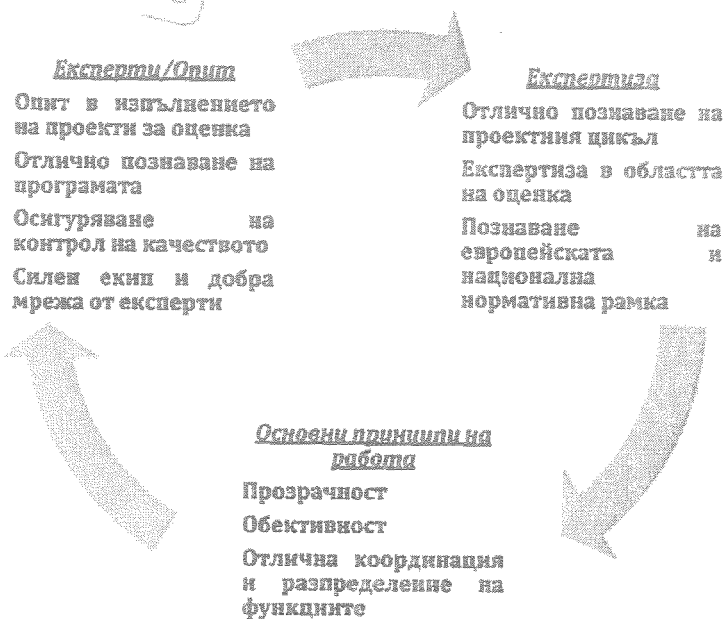 Експерти/Опит
Опит в изпълнението
на проекти за оценка
Отлично познаване на
програмата
Осигуряване на
контрол на качеството
Силен екип и добра
мрежа от експерти
Експертиза
Отлично познаване на
проектния цикъл
Експертиза в областта
на оценка
Познаване на
европейската и
национална
нормативна рамка
Основни принципи на
работа
Прозрачност
Обективност
Отлична координация
и разпределение на
функциите